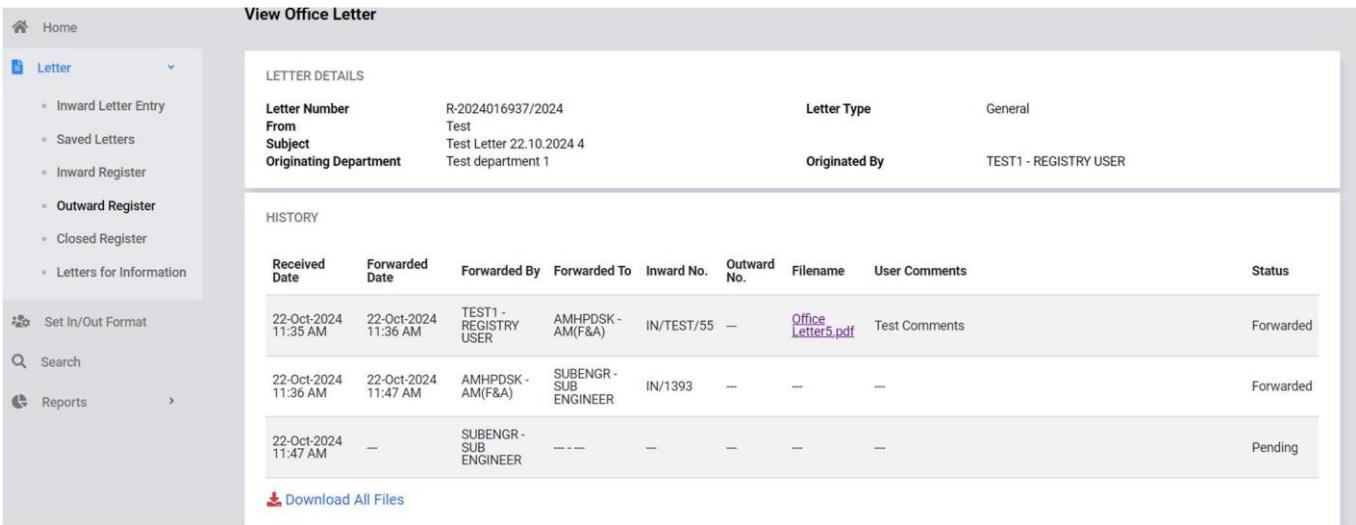 View Office Letter
Home
Letter
Inward Letter Entry
Saved Letters
Inward Register
Outward Register
Closed Register
Letters for Information
Set In/Out Format
Search
Reports
LETTER DETAILS
Letter Number R-2024016937/2024 Letter Type General
From Test
Subject Test Letter 22.10.2024 4
Originating Department Test department 1 Originated By TEST1 - REGISTRY USER
HISTORY
Received Date Forwarded Date Forwarded By Forwarded To Inward No. Outward No. Filename User Comments Status
22-Oct-2024 11:35 AM 22-Oct-2024 11:36 AM TEST1 - REGISTRY USER AMHPDSK - AM(F&A) IN/TEST/55 --- Office Letter5.pdf Test Comments Forwarded
22-Oct-2024 11:36 AM 22-Oct-2024 11:47 AM AMHPDSK - AM(F&A) SUBENGR - SUB ENGINEER IN/1393 --- --- --- Forwarded
22-Oct-2024 11:47 AM --- SUBENGR - SUB ENGINEER --- - --- --- --- --- --- Pending
Download All Files